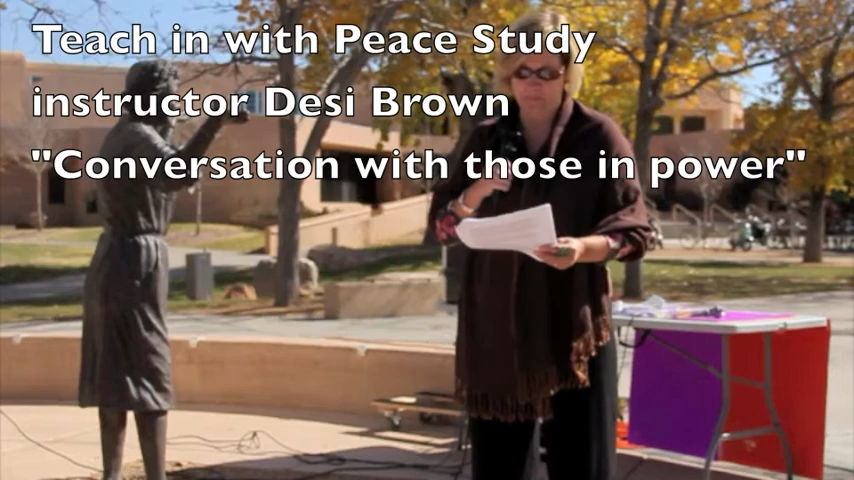 Teach in with Peace Study
instructor Desi Brown
"Conversation with those in power"